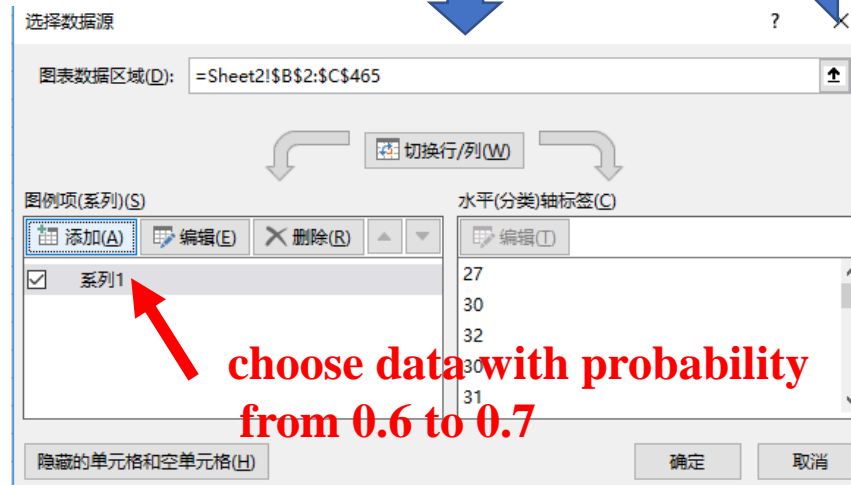 选择数据源 ?
图表数据区域(D): =Sheet2!$B$2:$C$465
切换行/列(W)
图例项(系列)(S)
水平(分类)轴标签(C)
添加(A) 编辑(E) 删除(R)
编辑(T)
系列1
27
30
32
30
31
choose data with probability
from 0.6 to 0.7
隐藏的单元格和空单元格(H)
确定 取消